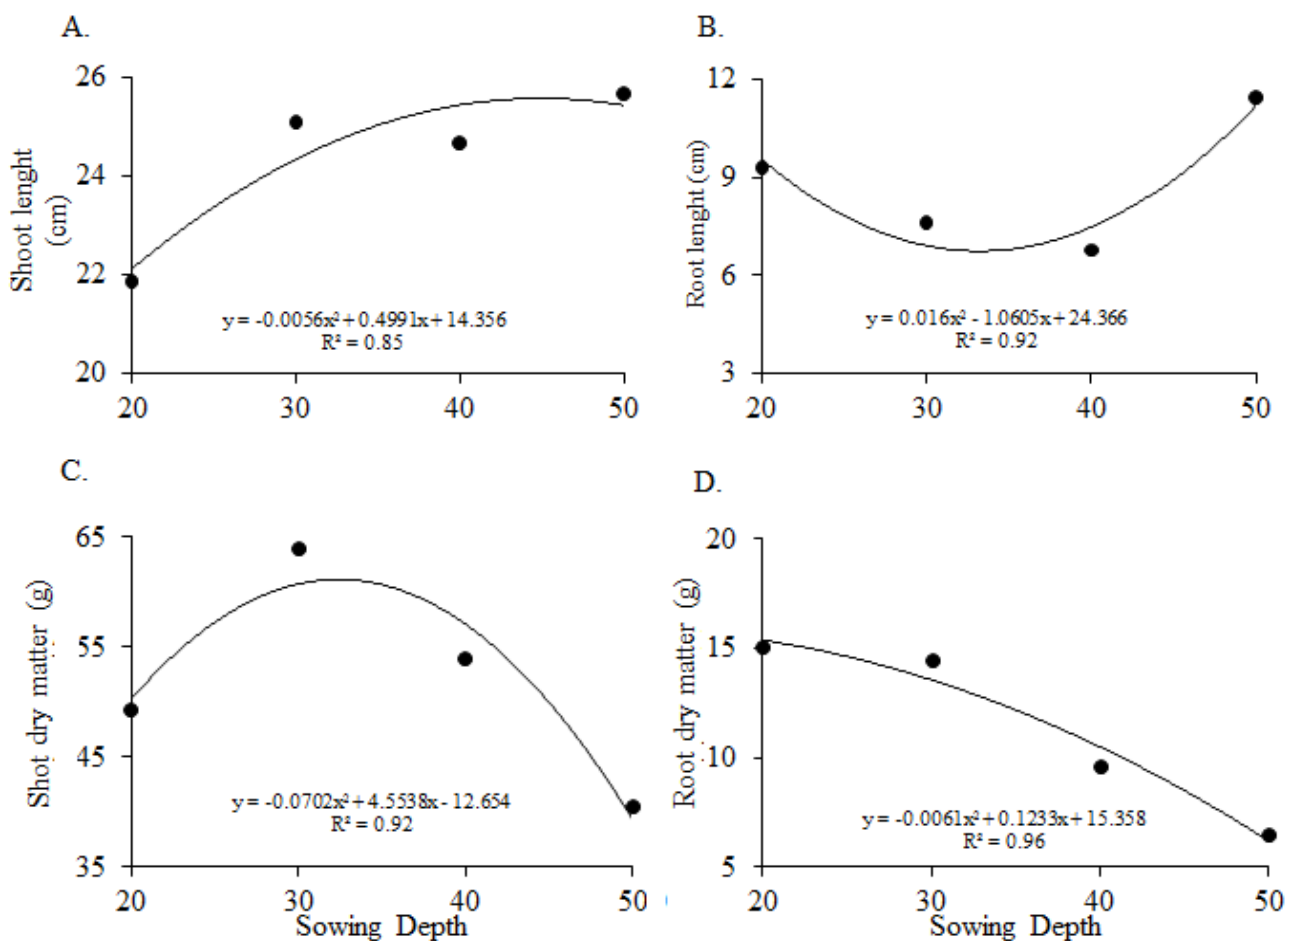 A.
26
24
22
20
Shoot lenght
(cm)
y = -0.0056x² + 0.4991x + 14.356
R² = 0.85
20 30 40 50
B.
12
9
6
3
Root lenght (cm)
y = 0.016x² - 1.0605x + 24.366
R² = 0.92
20 30 40 50
C.
65
55
45
35
Shot dry matter (g)
y = -0.0702x² + 4.5538x - 12.654
R² = 0.92
20 30 40 50
Sowing Depth
D.
20
15
10
5
Root dry matter (g)
y = -0.0061x² + 0.1233x + 15.358
R² = 0.96
20 30 40 50
Sowing Depth